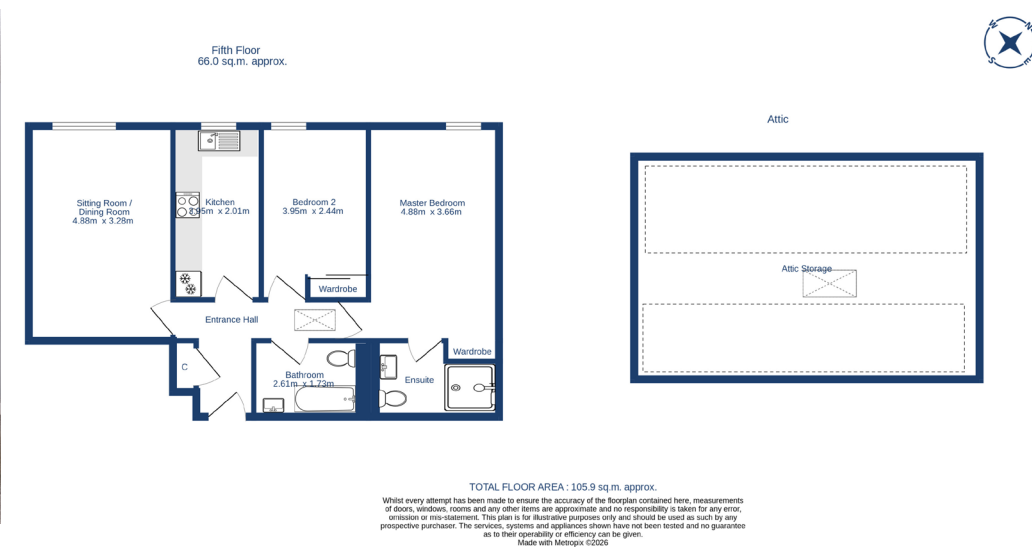 Fifth Floor
66.0 sq.m. approx.
W
N
S
E
Attic
Sitting Room /
Dining Room
4.88m x 3.28m
Kitchen
3.95m x 2.01m
Bedroom 2
3.95m x 2.44m
Master Bedroom
4.88m x 3.66m
Attic Storage
Wardrobe
Entrance Hall
Wardrobe
C
Bathroom
2.61m x 1.73m
Ensuite
TOTAL FLOOR AREA : 105.9 sq.m. approx.
Whilst every attempt has been made to ensure the accuracy of the floorplan contained here, measurements
of doors, windows, rooms and any other items are approximate and no responsibility is taken for any error,
omission or mis-statement. This plan is for illustrative purposes only and should be used as such by any
prospective purchaser. The services, systems and appliances shown have not been tested and no guarantee
as to their operability or efficiency can be given.
Made with Metropix ©2026